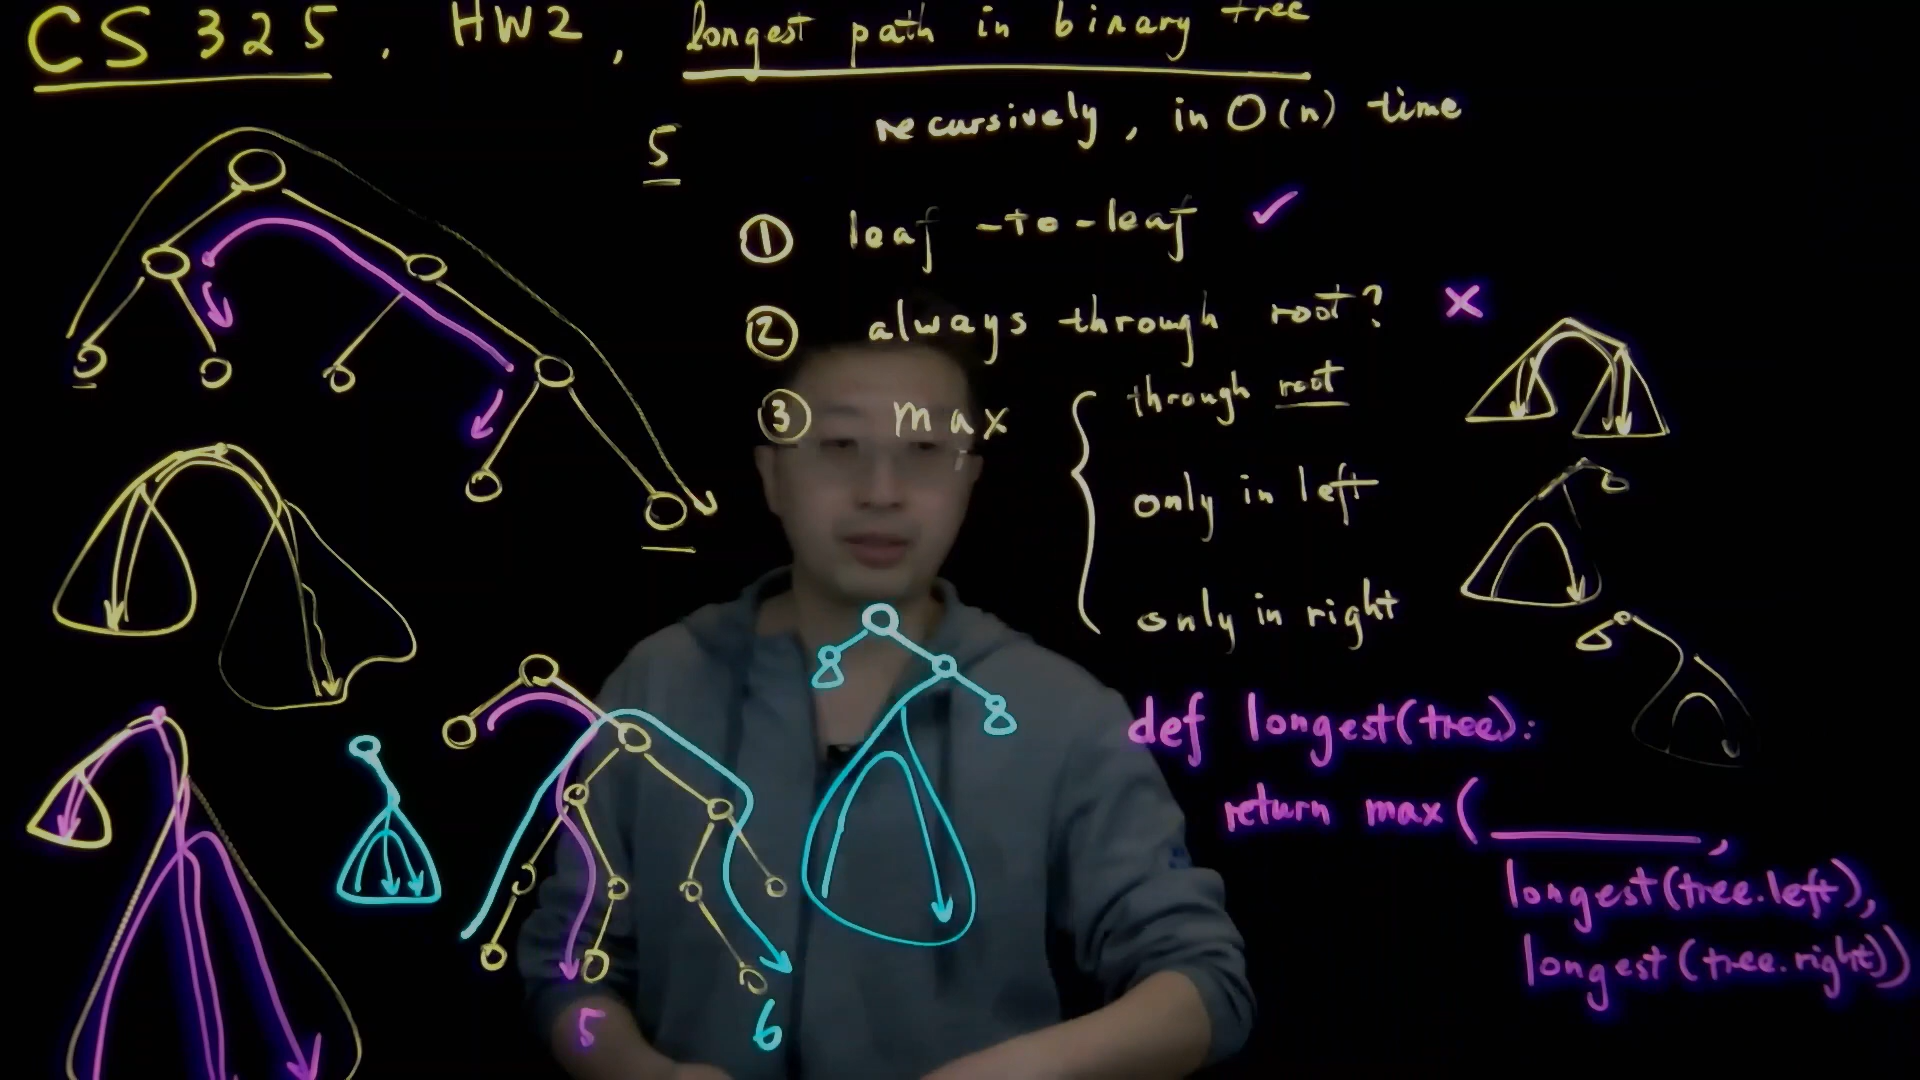 CS 325, HW2, longest path in binary tree
recursively, in O(n) time
5
① leaf-to-leaf ✓
② always through root? ×
③ max { through root
only in left
only in right
def longest(tree):
return max( ______,
longest(tree.left),
longest(tree.right))
5
6